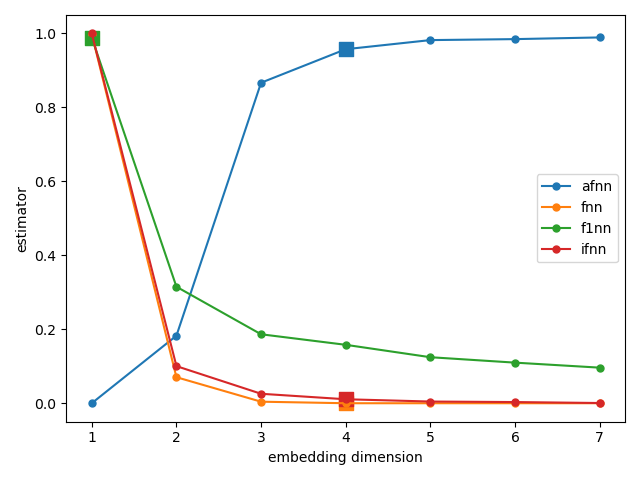 1.0
0.8
0.6
0.4
0.2
0.0
estimator
afnn
fnn
f1nn
ifnn
1 2 3 4 5 6 7
embedding dimension